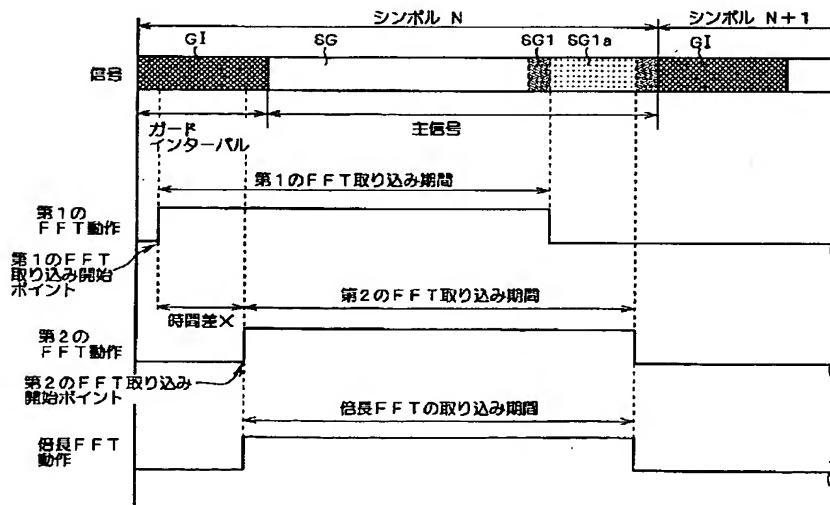 シンボル N
シンボル N+1
GI
SG
SG1
SG1a
GI
信号
ガード
インターバル
主信号
第1のFFT取り込み期間
第1の
FFT動作
第1のFFT
取り込み開始
ポイント
時間差X
第2のFFT取り込み期間
第2の
FFT動作
第2のFFT取り込み
開始ポイント
倍長FFTの取り込み期間
倍長FFT
動作